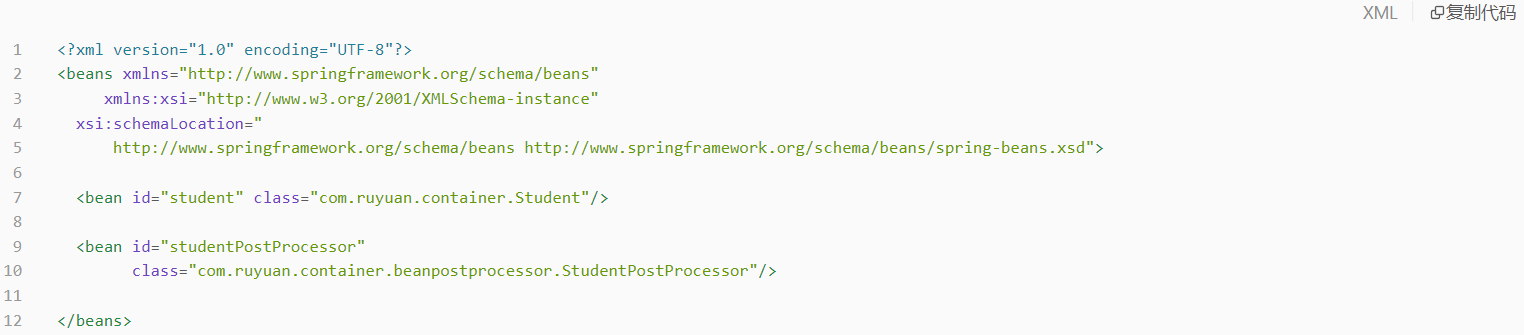 XML 复制代码
1 <?xml version="1.0" encoding="UTF-8"?>
2 <beans xmlns="http://www.springframework.org/schema/beans"
3 xmlns:xsi="http://www.w3.org/2001/XMLSchema-instance"
4 xsi:schemaLocation="
5 http://www.springframework.org/schema/beans http://www.springframework.org/schema/beans/spring-beans.xsd">
6
7 <bean id="student" class="com.ruyuan.container.Student"/>
8
9 <bean id="studentPostProcessor"
10 class="com.ruyuan.container.beanpostprocessor.StudentPostProcessor"/>
11
12 </beans>